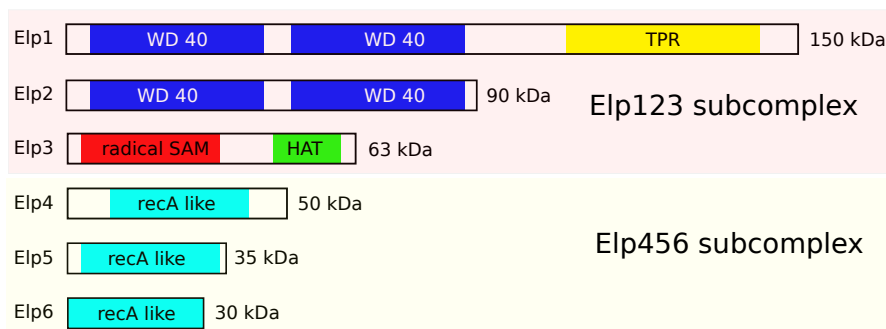 Elp1 WD 40 WD 40 TPR 150 kDa
Elp2 WD 40 WD 40 90 kDa
Elp123 subcomplex
Elp3 radical SAM HAT 63 kDa
Elp4 recA like 50 kDa
Elp456 subcomplex
Elp5 recA like 35 kDa
Elp6 recA like 30 kDa